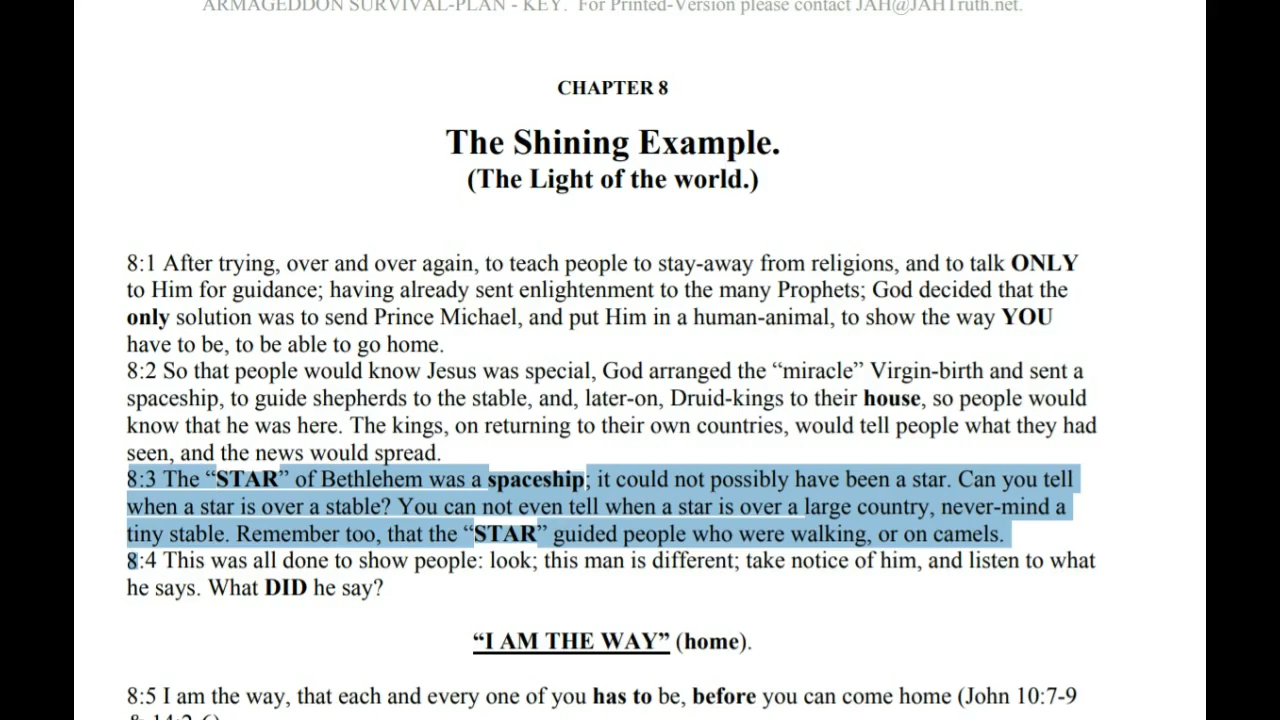 ARMAGEDDON SURVIVAL-PLAN - KEY. For Printed-Version please contact JAH@JAHTruth.net.
CHAPTER 8
The Shining Example.
(The Light of the world.)
8:1 After trying, over and over again, to teach people to stay-away from religions, and to talk ONLY
to Him for guidance; having already sent enlightenment to the many Prophets; God decided that the
only solution was to send Prince Michael, and put Him in a human-animal, to show the way YOU
have to be, to be able to go home.
8:2 So that people would know Jesus was special, God arranged the “miracle” Virgin-birth and sent a
spaceship, to guide shepherds to the stable, and, later-on, Druid-kings to their house, so people would
know that he was here. The kings, on returning to their own countries, would tell people what they had
seen, and the news would spread.
8:3 The “STAR” of Bethlehem was a spaceship; it could not possibly have been a star. Can you tell
when a star is over a stable? You can not even tell when a star is over a large country, never-mind a
tiny stable. Remember too, that the “STAR” guided people who were walking, or on camels.
8:4 This was all done to show people: look; this man is different; take notice of him, and listen to what
he says. What DID he say?
“I AM THE WAY” (home).
8:5 I am the way, that each and every one of you has to be, before you can come home (John 10:7-9
& 14:2-6)